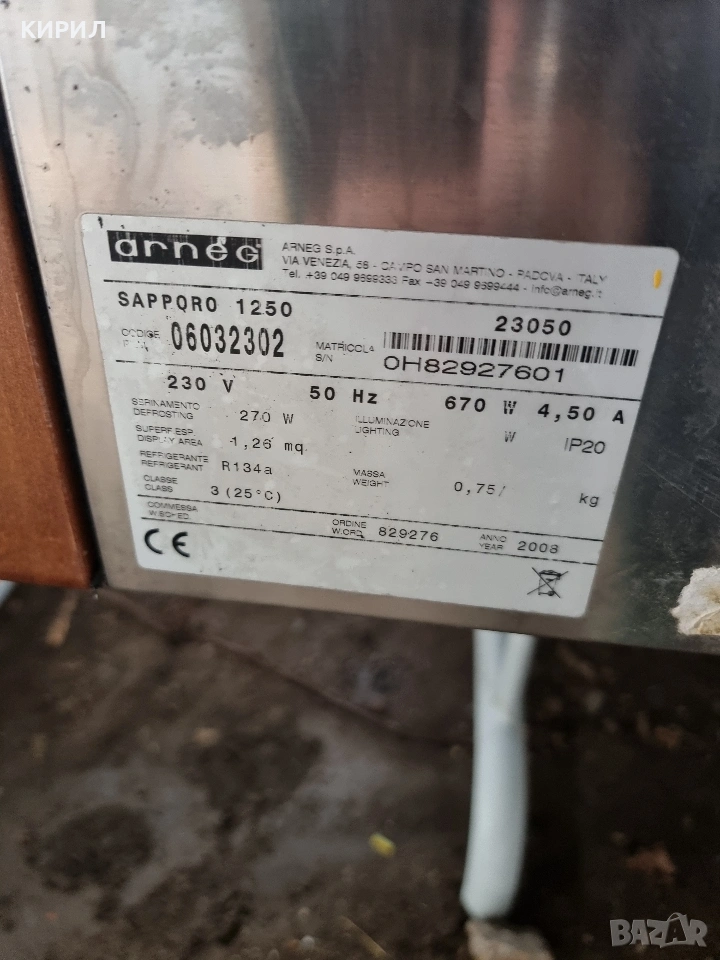 КИРИЛ
arneg
ARNEG S.p.A.
VIA VENEZIA, 58 - CAMPO SAN MARTINO - PADOVA - ITALY
Tel. +39 049 9699333 Fax +39 049 9699444 - info@arneg.it
SAPPORO 1250
23050
CODICE
06032302
MATRICOLA
S/N
0H82927601
230 V 50 Hz 670 W 4,50 A
SBRINAMENTO
DEFROSTING
270 W
ILLUMINAZIONE
LIGHTING
W
IP20
SUPERF. ESP.
DISPLAY AREA
1,26 mq
REFRIGERANTE
REFRIGERANT
R134a
MASSA
WEIGHT
0,75/
kg
CLASSE
CLASS
3 (25°C)
COMMESSA
W.SCHED.
ORDINE
W.ORD.
829276
ANNO
YEAR
2008
CE
BAZAR